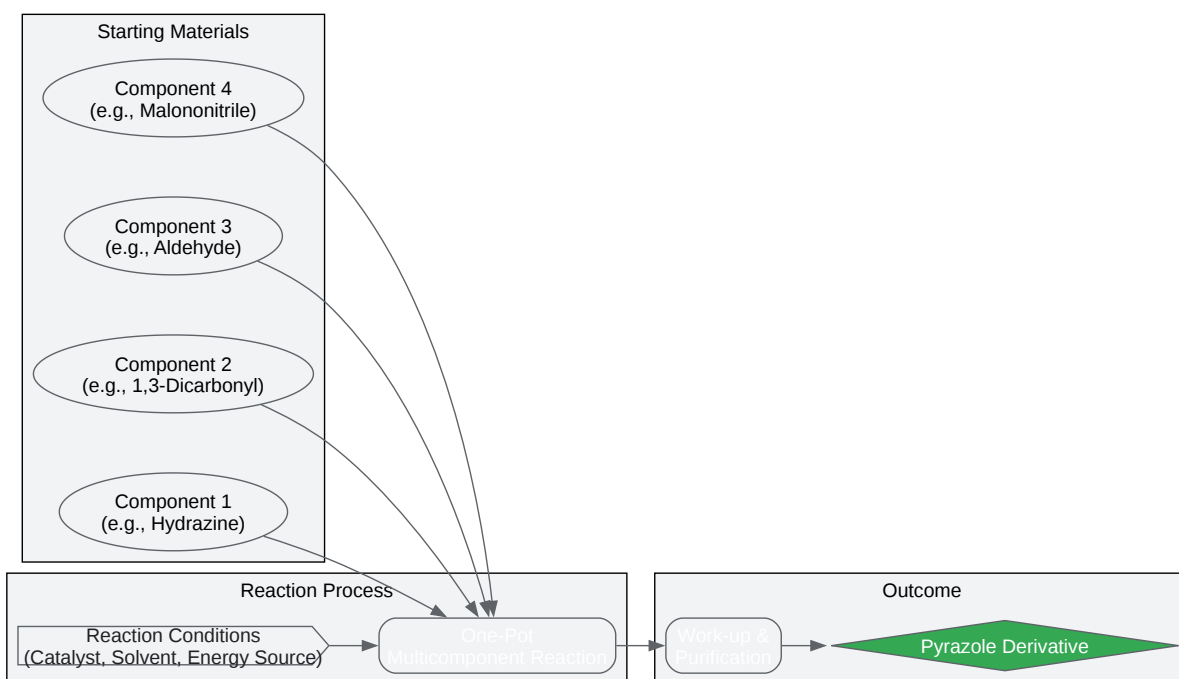 Starting Materials
Component 4
(e.g., Malononitrile)
Component 3
(e.g., Aldehyde)
Component 2
(e.g., 1,3-Dicarbonyl)
Component 1
(e.g., Hydrazine)
Reaction Process
Reaction Conditions
(Catalyst, Solvent, Energy Source)
One-Pot
Multicomponent Reaction
Outcome
Work-up &
Purification
Pyrazole Derivative